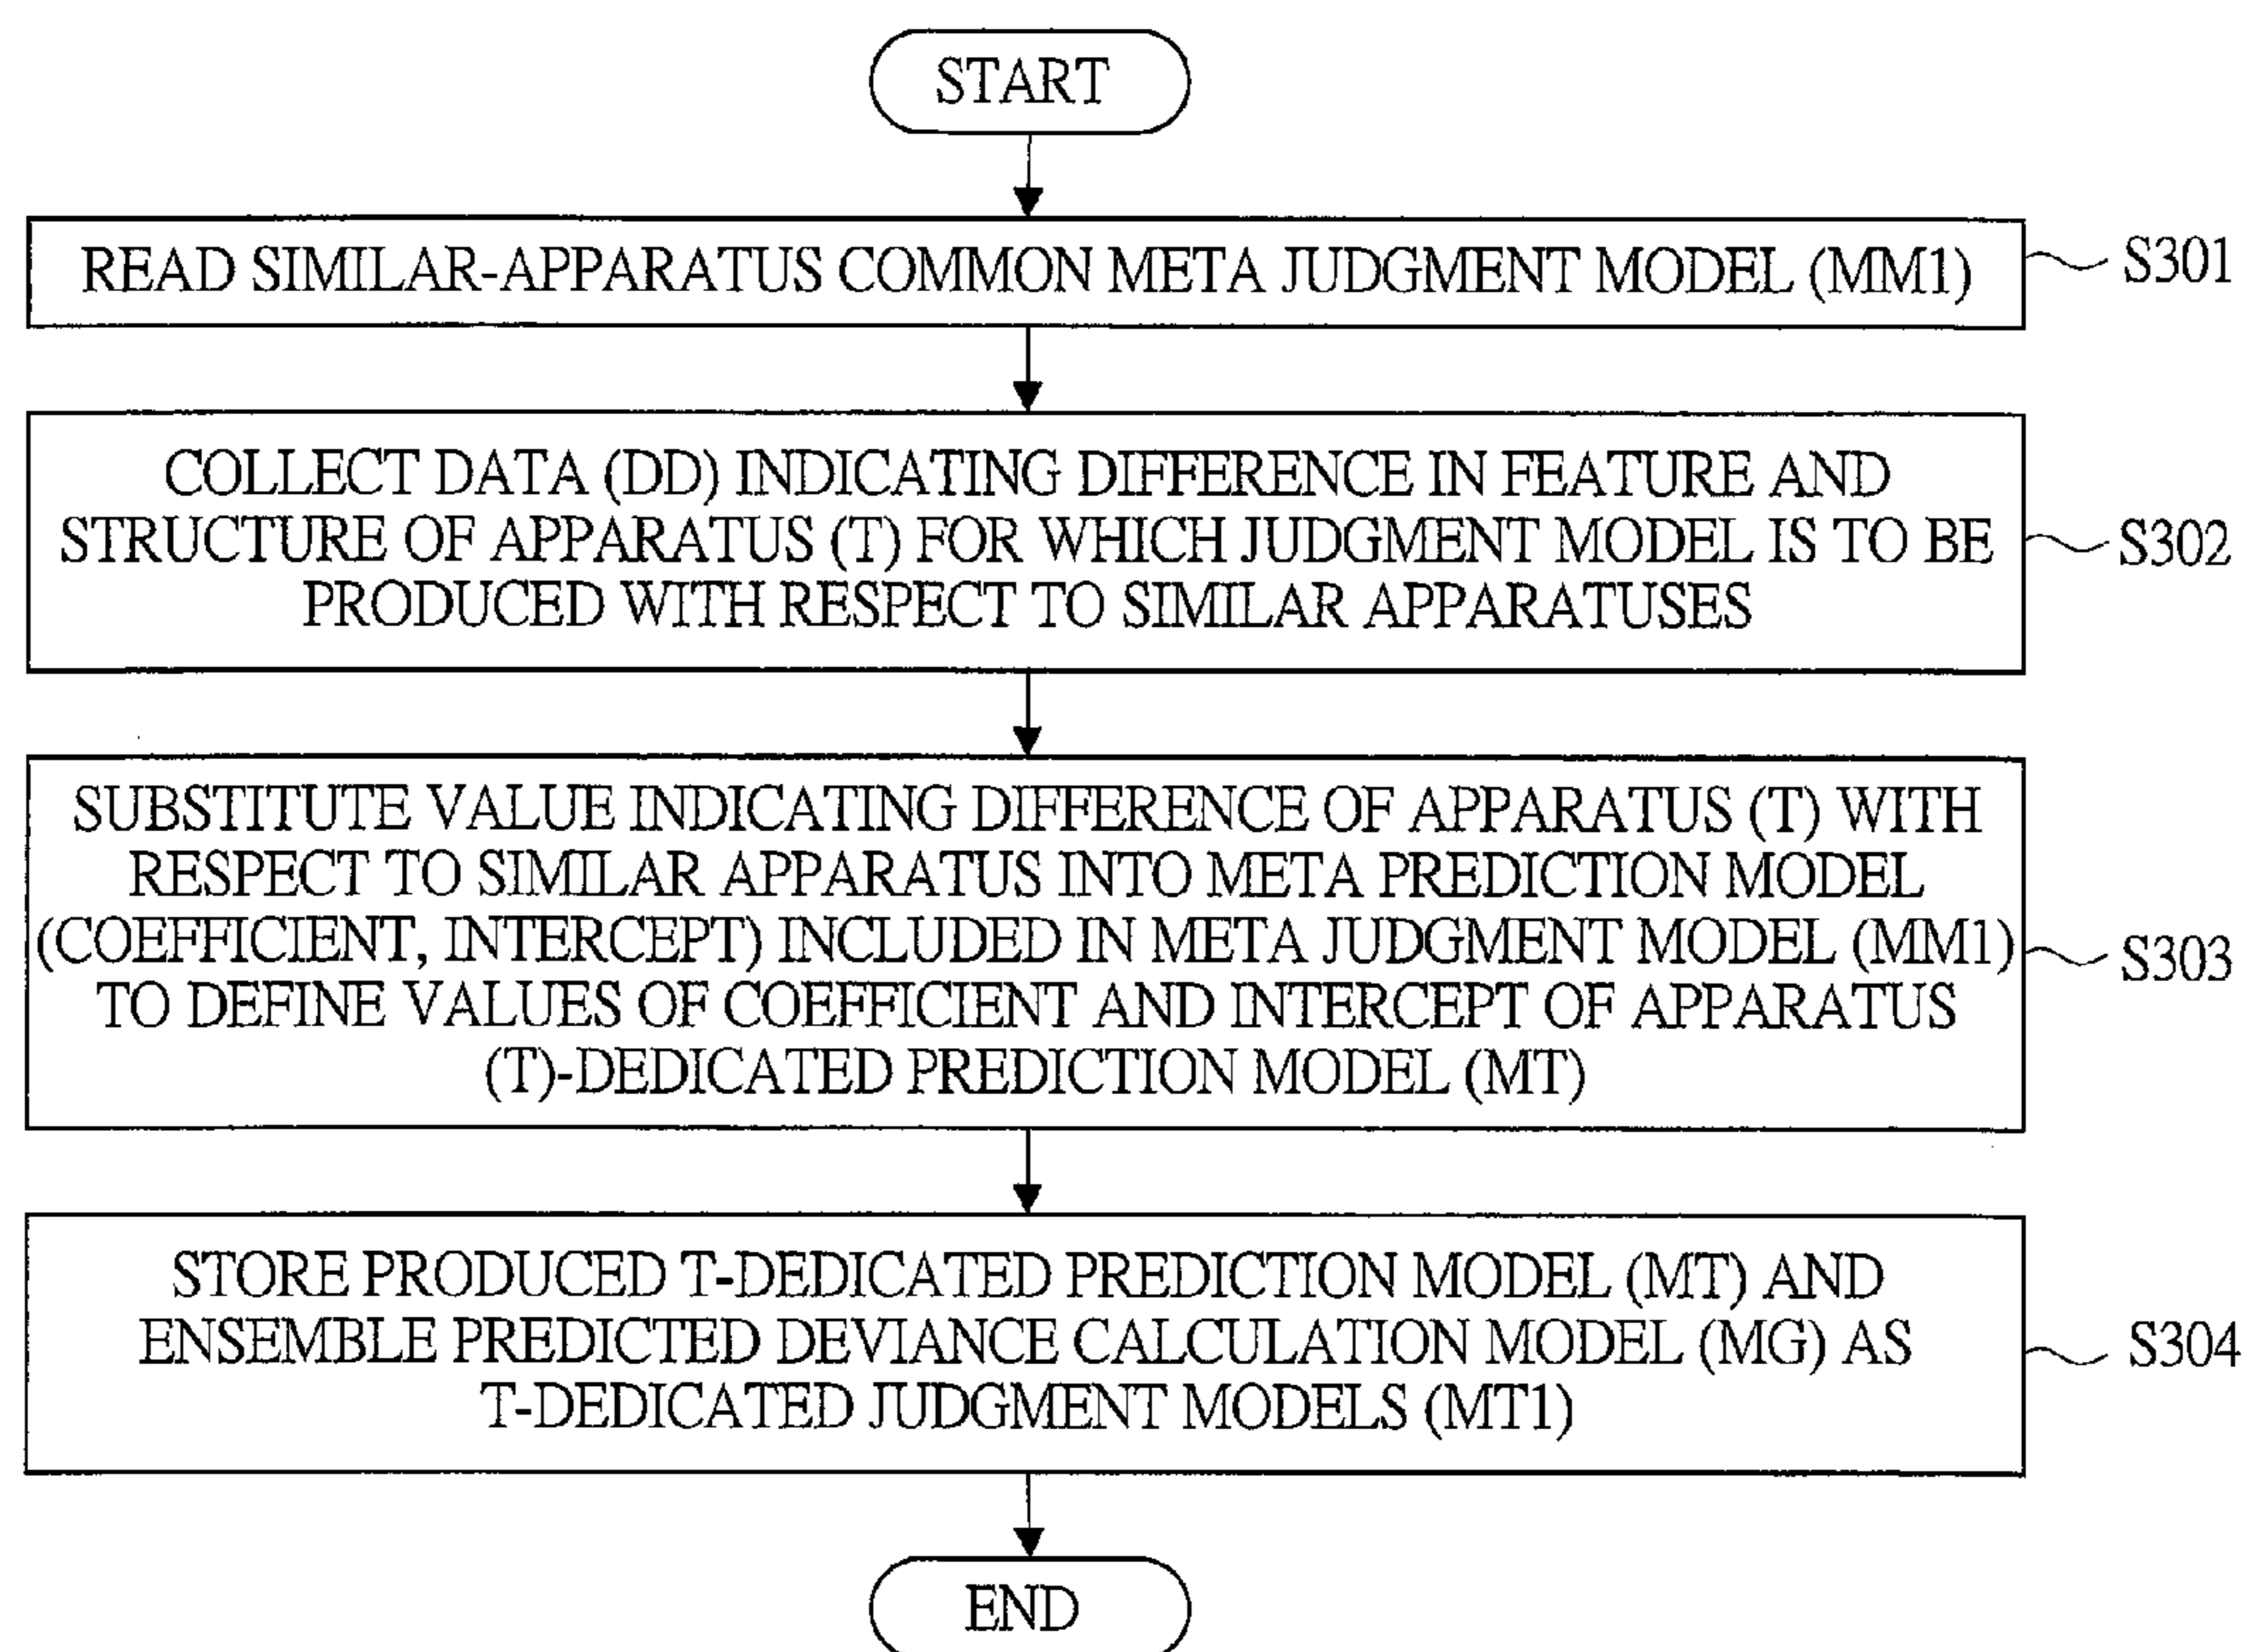 START
READ SIMILAR-APPARATUS COMMON META JUDGMENT MODEL (MM1)
S301
COLLECT DATA (DD) INDICATING DIFFERENCE IN FEATURE AND
STRUCTURE OF APPARATUS (T) FOR WHICH JUDGMENT MODEL IS TO BE
PRODUCED WITH RESPECT TO SIMILAR APPARATUSES
S302
SUBSTITUTE VALUE INDICATING DIFFERENCE OF APPARATUS (T) WITH
RESPECT TO SIMILAR APPARATUS INTO META PREDICTION MODEL
(COEFFICIENT, INTERCEPT) INCLUDED IN META JUDGMENT MODEL (MM1)
TO DEFINE VALUES OF COEFFICIENT AND INTERCEPT OF APPARATUS
(T)-DEDICATED PREDICTION MODEL (MT)
S303
STORE PRODUCED T-DEDICATED PREDICTION MODEL (MT) AND
ENSEMBLE PREDICTED DEVIANCE CALCULATION MODEL (MG) AS
T-DEDICATED JUDGMENT MODELS (MT1)
S304
END